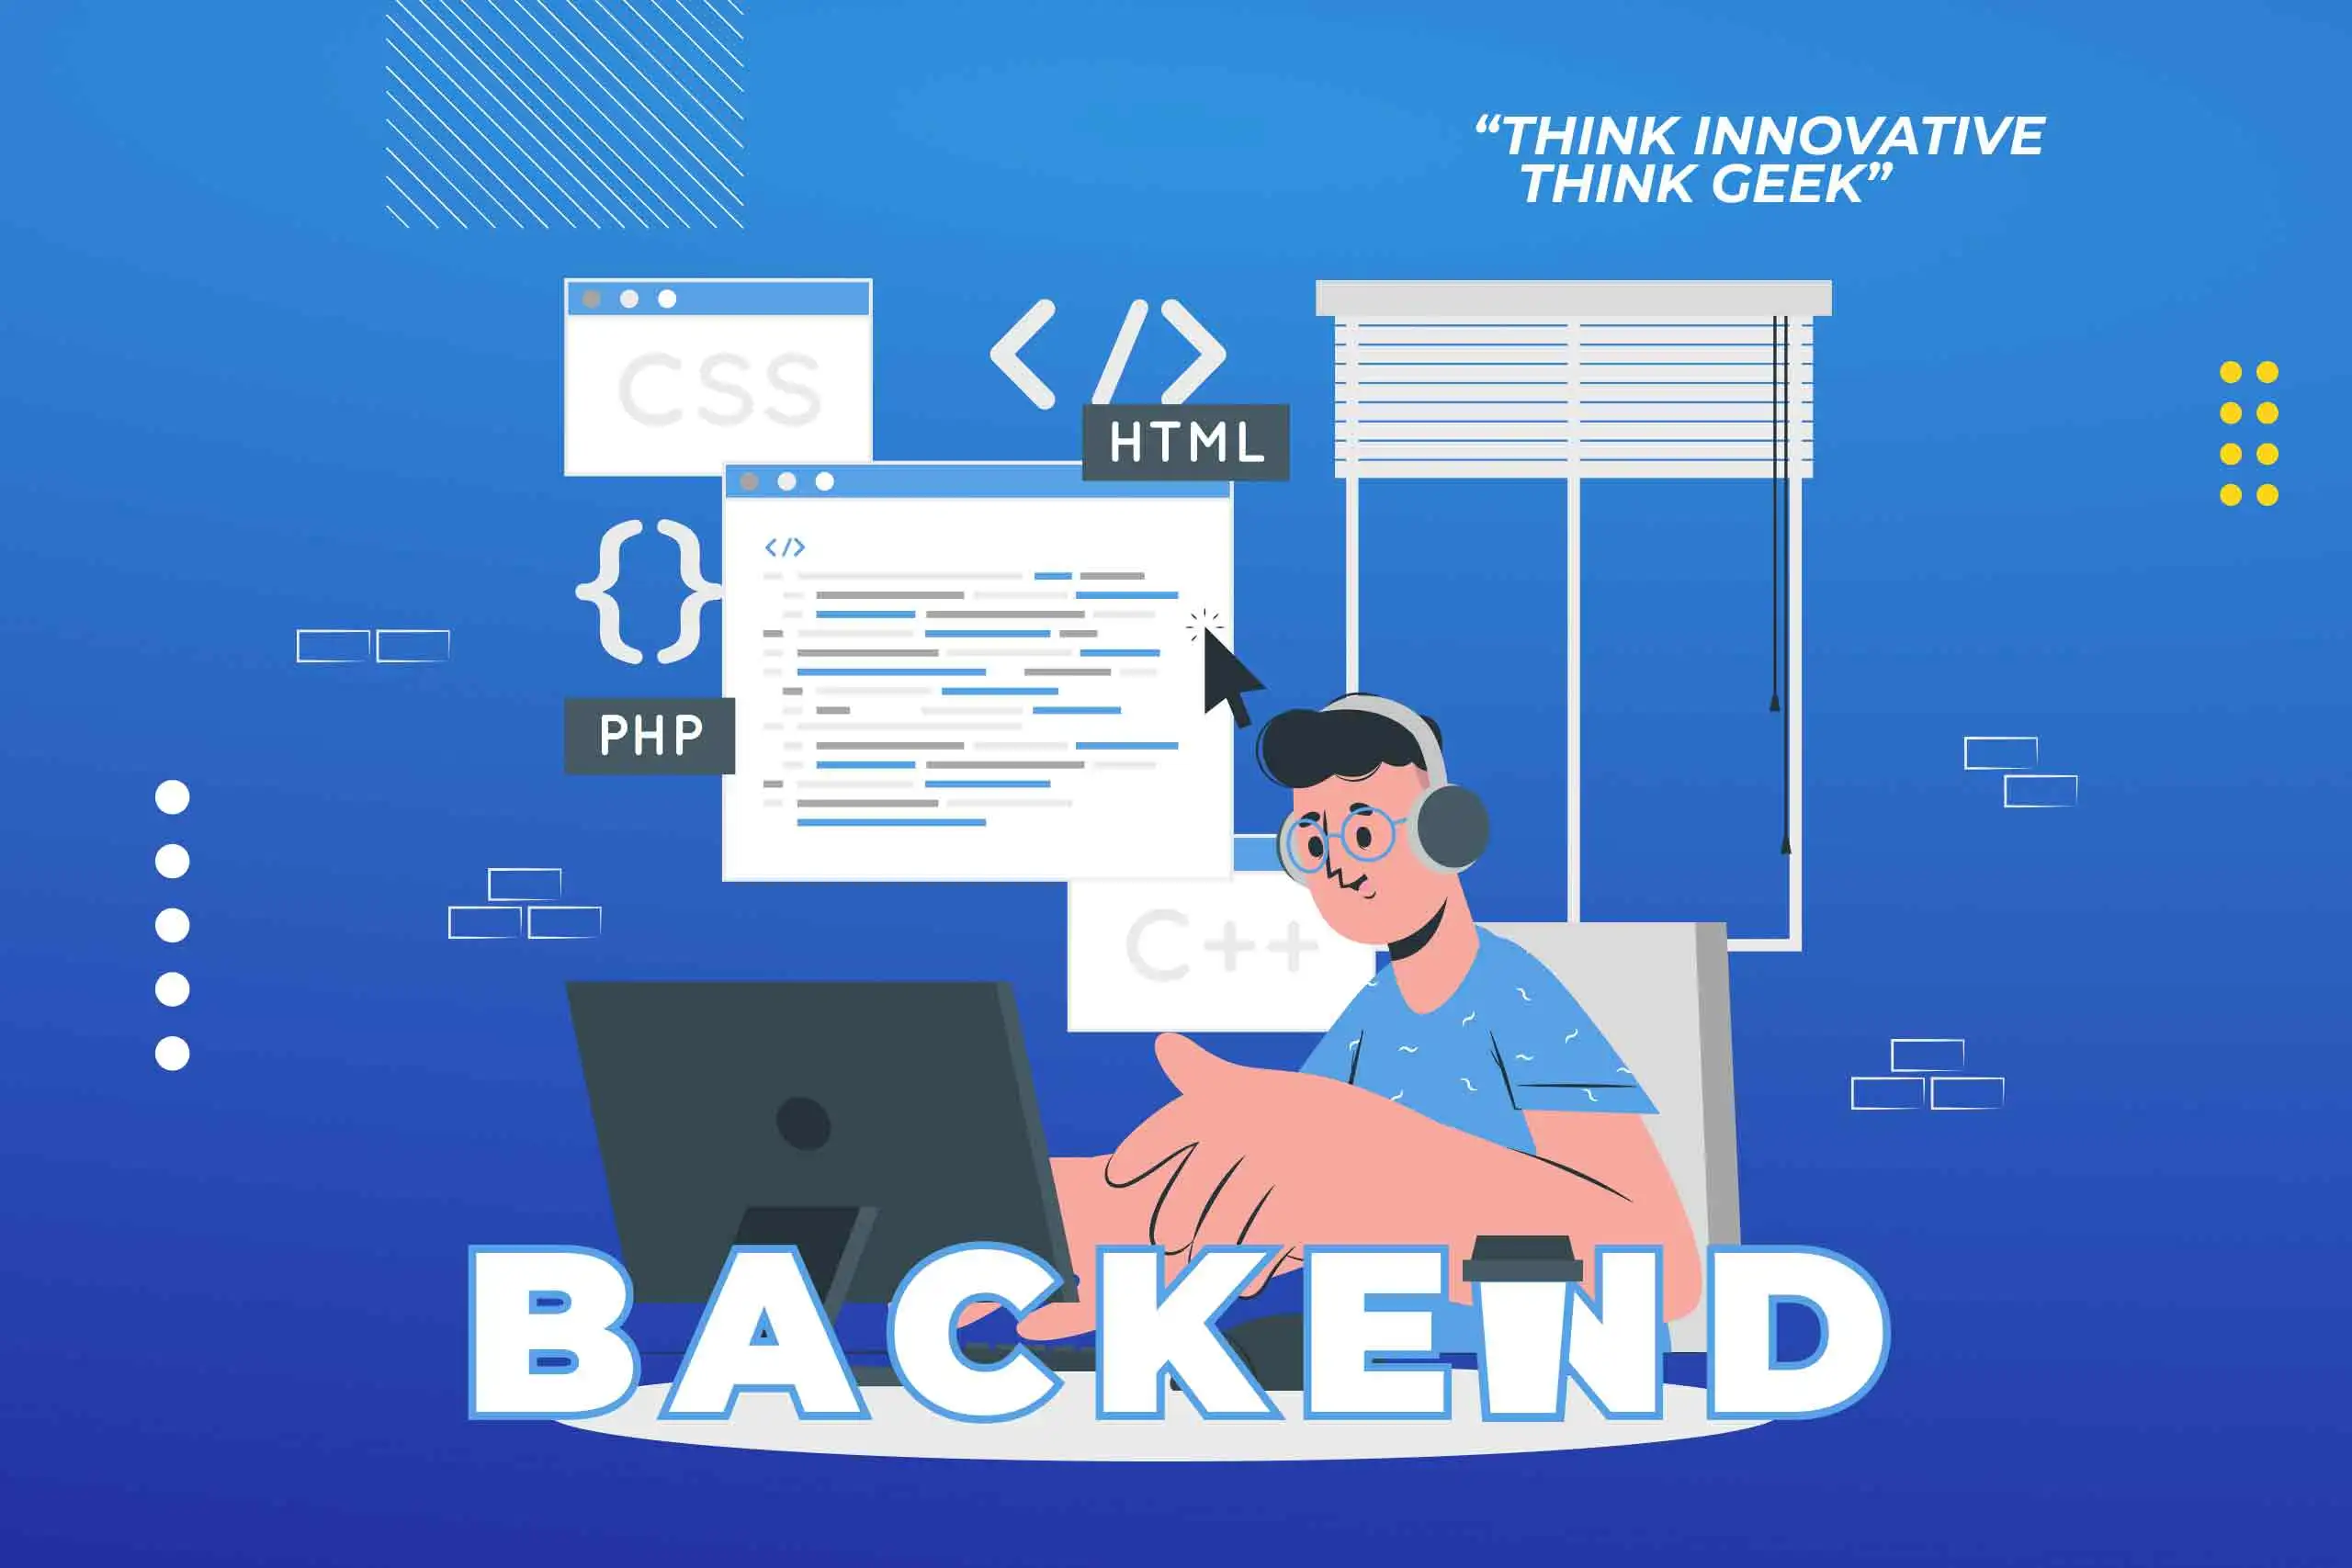 “THINK INNOVATIVE
THINK GEEK”
CSS
</>
HTML
</>
{}
PHP
C++
BACKEND